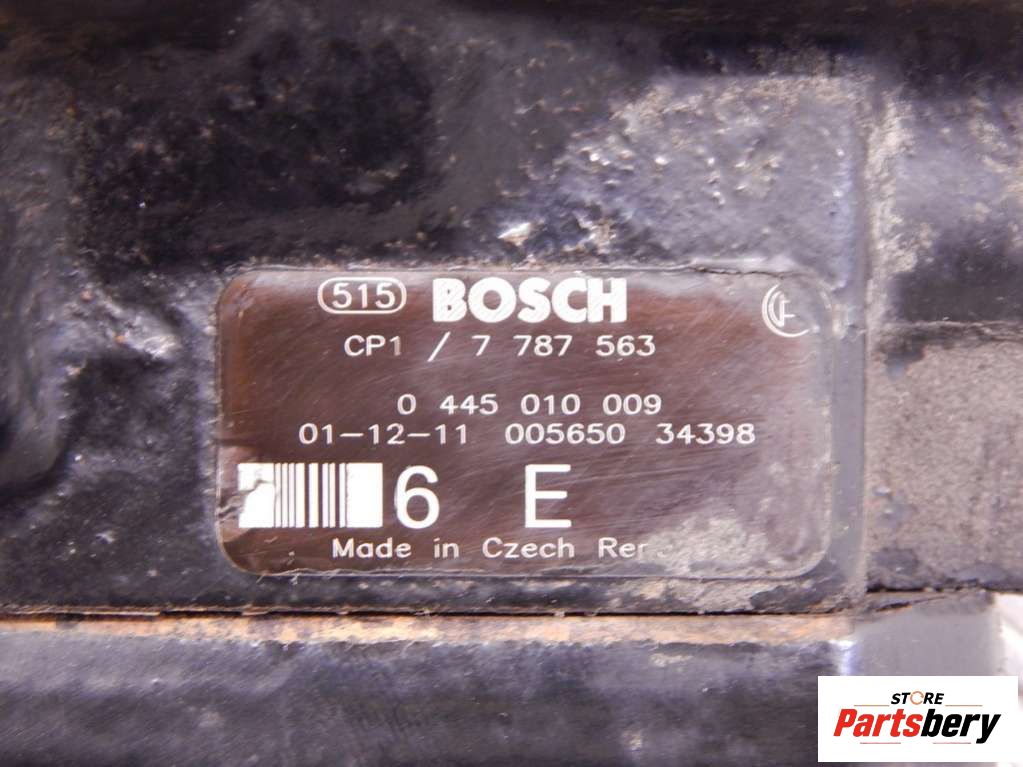 515 BOSCH
CP1 / 7 787 563
0 445 010 009
01-12-11 005650 34398
6 E
Made in Czech
STORE
Partsbery